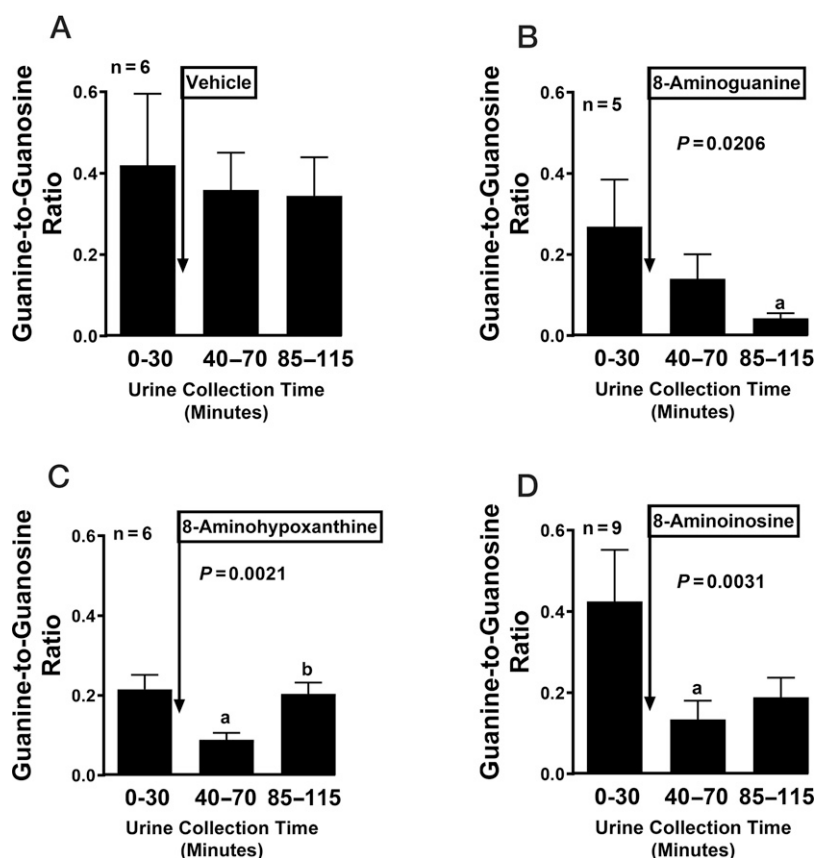 A
n = 6
Vehicle
Guanine-to-Guanosine
Ratio
0.6
0.4
0.2
0.0
0-30 40–70 85–115
Urine Collection Time
(Minutes)
B
8-Aminoguanine
n = 5
P = 0.0206
Guanine-to-Guanosine
Ratio
0.6
0.4
0.2
0.0
a
0-30 40–70 85–115
Urine Collection Time
(Minutes)
C
8-Aminohypoxanthine
n = 6
P = 0.0021
Guanine-to-Guanosine
Ratio
0.6
0.4
0.2
0.0
a
b
0-30 40–70 85–115
Urine Collection Time
(Minutes)
D
8-Aminoinosine
n = 9
P = 0.0031
Guanine-to-Guanosine
Ratio
0.6
0.4
0.2
0.0
a
0-30 40–70 85–115
Urine Collection Time
(Minutes)